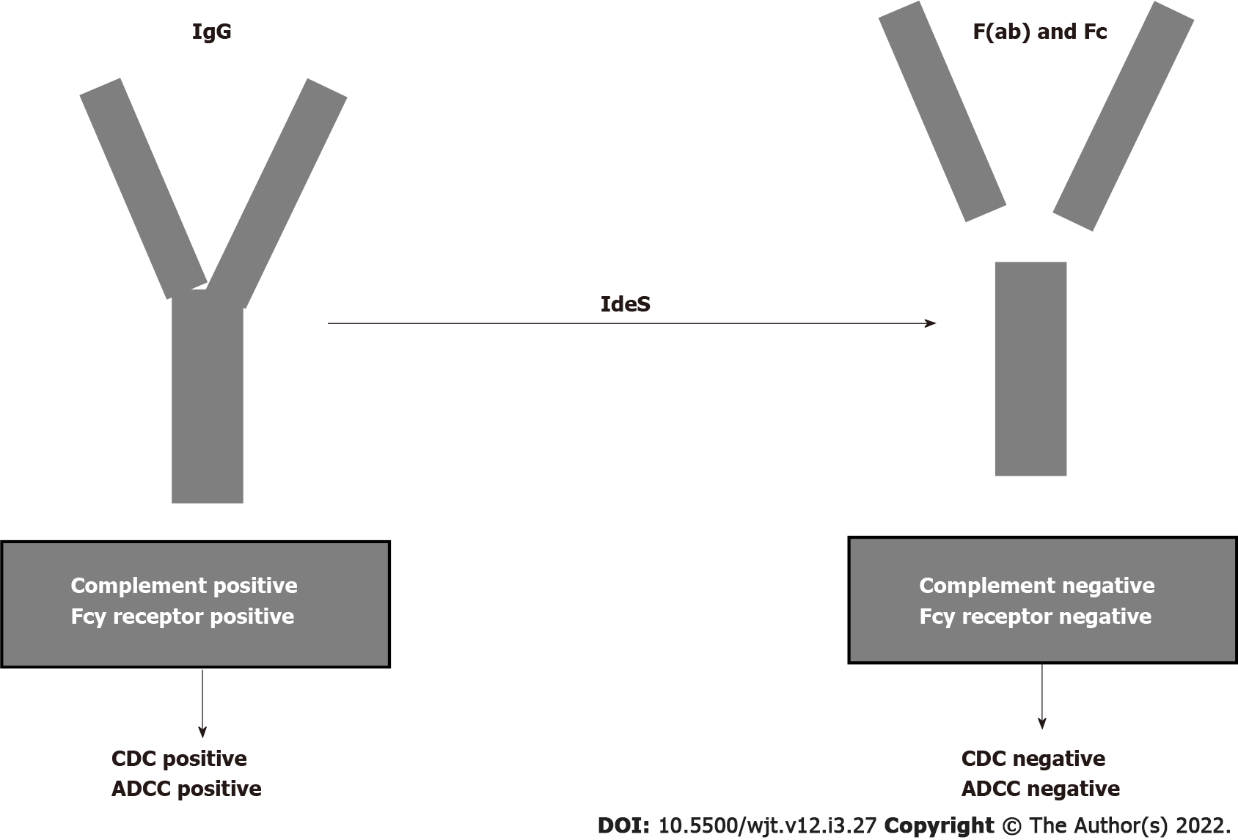 IgG
F(ab) and Fc
IdeS
Complement positive
Fcy receptor positive
Complement negative
Fcy receptor negative
CDC positive
ADCC positive
CDC negative
ADCC negative
DOI: 10.5500/wjt.v12.i3.27 Copyright © The Author(s) 2022.